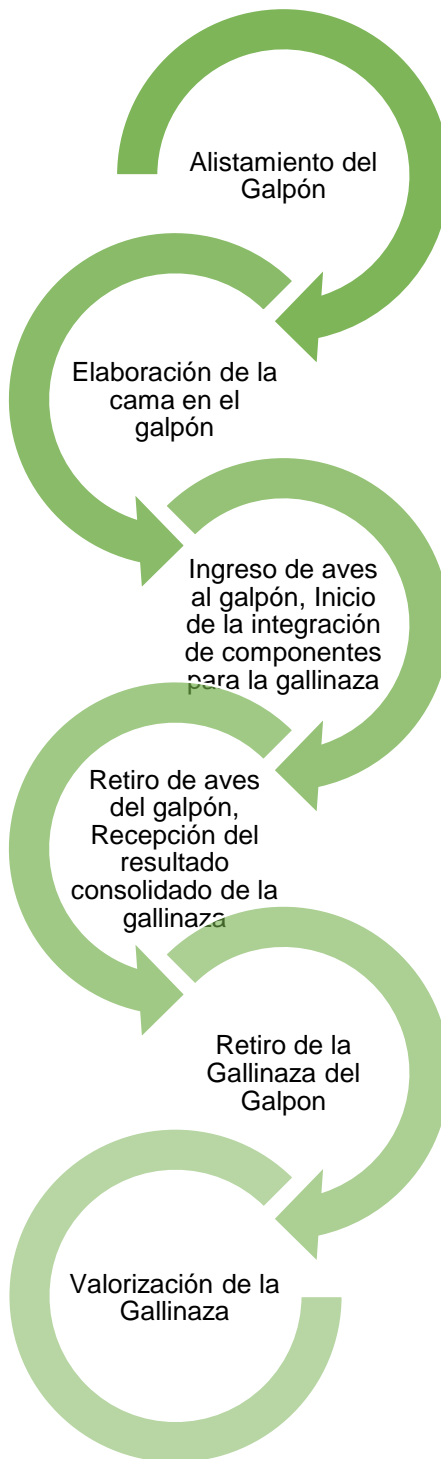 Alistamiento del
Galpón
Elaboración de la
cama en el
galpón
Ingreso de aves
al galpón, Inicio
de la integración
de componentes
para la gallinaza
Retiro de aves
del galpón,
Recepción del
resultado
consolidado de la
gallinaza
Retiro de la
Gallinaza del
Galpon
Valorización de la
Gallinaza